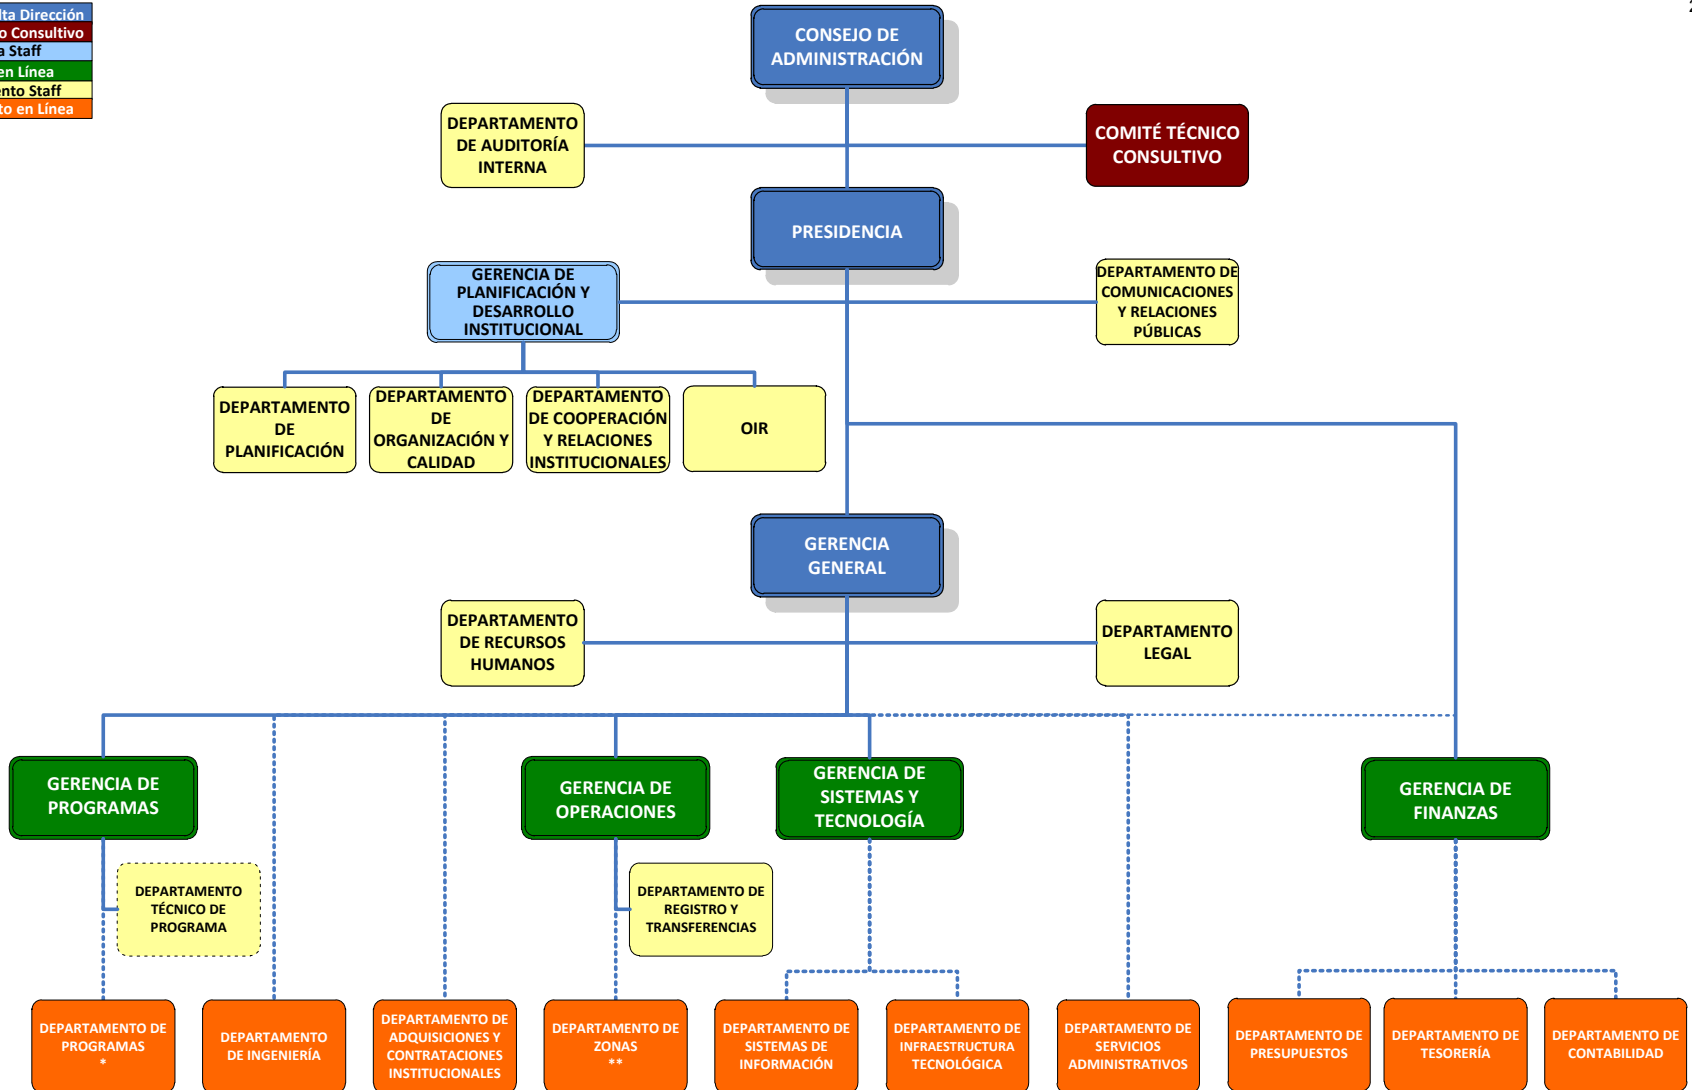 lta Dirección
o Consultivo
a Staff
en Línea
nto Staff
to en Línea
2
CONSEJO DE
ADMINISTRACIÓN
DEPARTAMENTO
DE AUDITORÍA
INTERNA
COMITÉ TÉCNICO
CONSULTIVO
PRESIDENCIA
GERENCIA DE
PLANIFICACIÓN Y
DESARROLLO
INSTITUCIONAL
DEPARTAMENTO DE
COMUNICACIONES
Y RELACIONES
PÚBLICAS
DEPARTAMENTO
DE
PLANIFICACIÓN
DEPARTAMENTO
DE
ORGANIZACIÓN Y
CALIDAD
DEPARTAMENTO
DE COOPERACIÓN
Y RELACIONES
INSTITUCIONALES
OIR
GERENCIA
GENERAL
DEPARTAMENTO
DE RECURSOS
HUMANOS
DEPARTAMENTO
LEGAL
GERENCIA DE
PROGRAMAS
GERENCIA DE
OPERACIONES
GERENCIA DE
SISTEMAS Y
TECNOLOGÍA
GERENCIA DE
FINANZAS
DEPARTAMENTO
TÉCNICO DE
PROGRAMA
DEPARTAMENTO DE
REGISTRO Y
TRANSFERENCIAS
DEPARTAMENTO DE
PROGRAMAS
*
DEPARTAMENTO
DE INGENIERÍA
DEPARTAMENTO DE
ADQUISICIONES Y
CONTRATACIONES
INSTITUCIONALES
DEPARTAMENTO DE
ZONAS
**
DEPARTAMENTO DE
SISTEMAS DE
INFORMACIÓN
DEPARTAMENTO DE
INFRAESTRUCTURA
TECNOLÓGICA
DEPARTAMENTO DE
SERVICIOS
ADMINISTRATIVOS
DEPARTAMENTO DE
PRESUPUESTOS
DEPARTAMENTO DE
TESORERÍA
DEPARTAMENTO DE
CONTABILIDAD